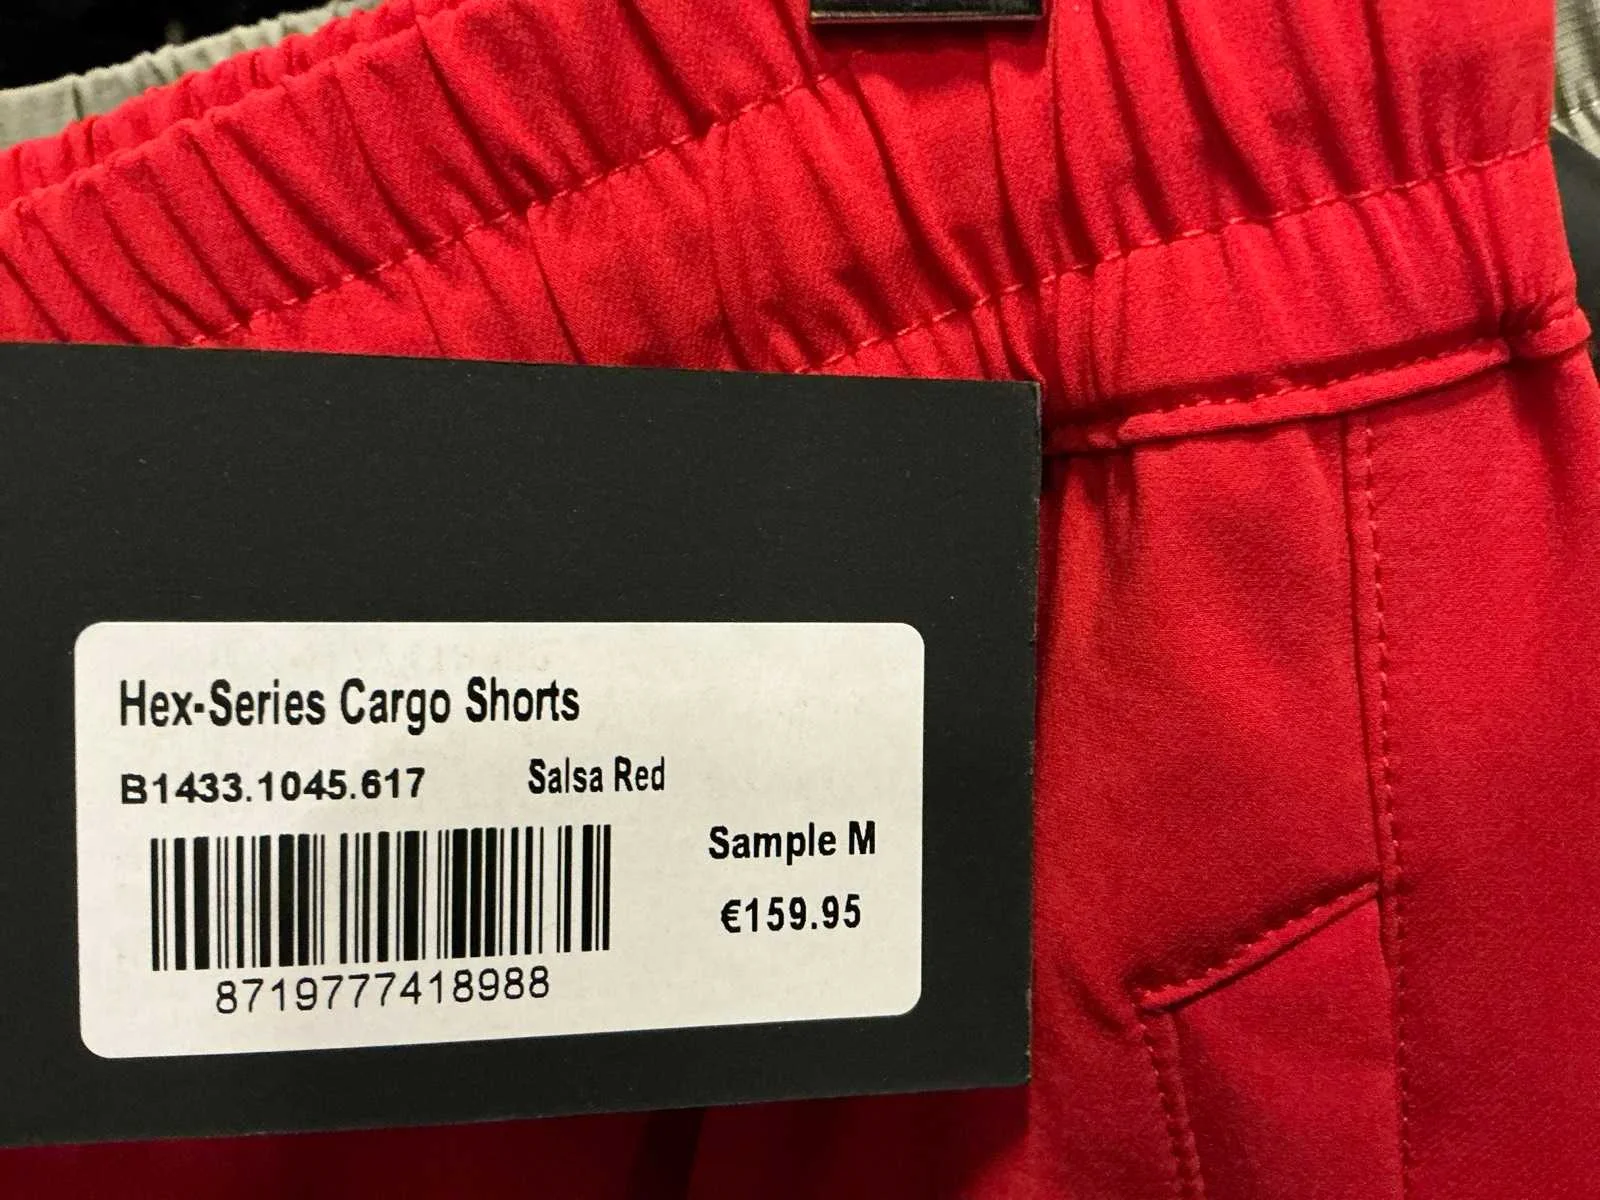 Hex-Series Cargo Shorts
B1433.1045.617 Salsa Red
Sample M
€159.95
8719777418988